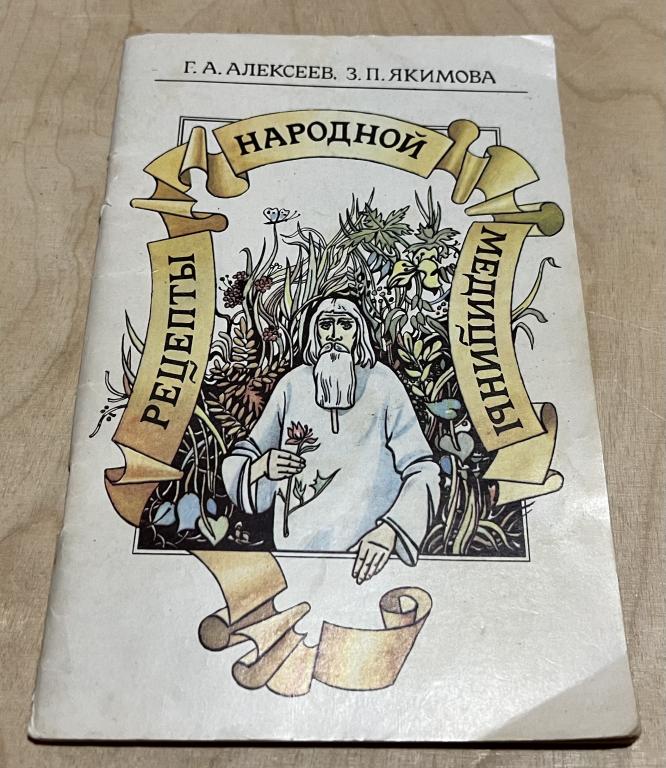 Г. А. АЛЕКСЕЕВ, З. П. ЯКИМОВА
РЕЦЕПТЫ
НАРОДНОЙ
МЕДИЦИНЫ